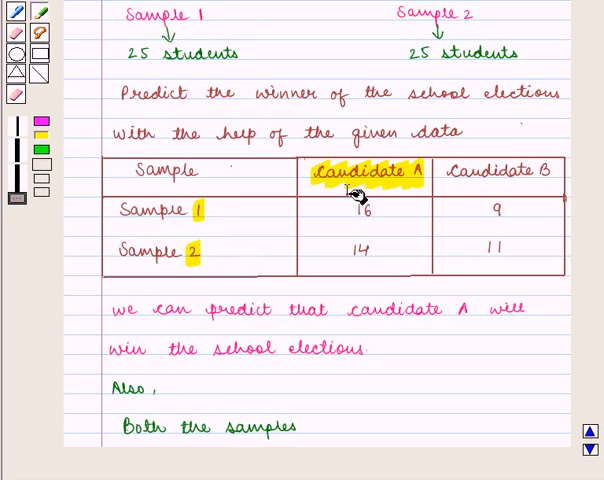 Sample 1 Sample 2
25 students 25 students
Predict the winner of the school elections
with the help of the given data
Sample Candidate A Candidate B
Sample 1 16 9
Sample 2 14 11
we can predict that candidate A will
win the school elections.
Also,
Both the samples